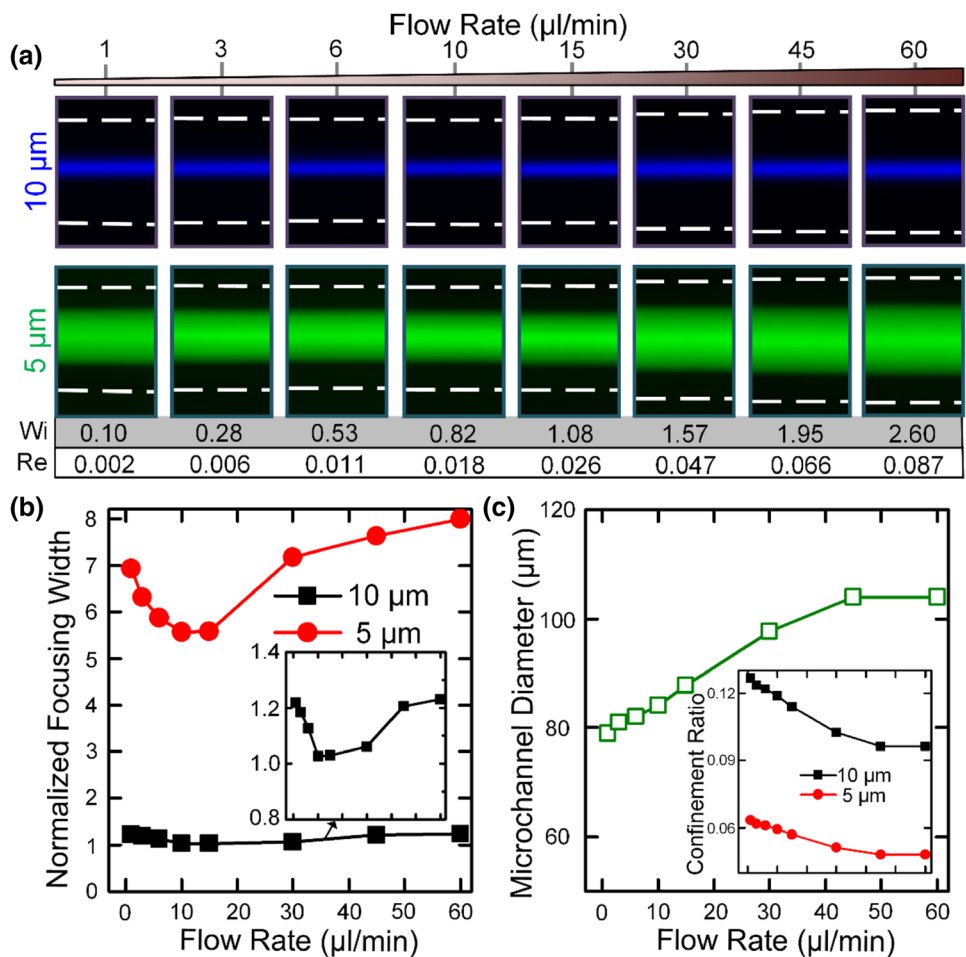 Flow Rate (µl/min)
(a)
1 3 6 10 15 30 45 60
10 µm
5 µm
Wi 0.10 0.28 0.53 0.82 1.08 1.57 1.95 2.60
Re 0.002 0.006 0.011 0.018 0.026 0.047 0.066 0.087
(b)
Normalized Focusing Width
8
7
6
5
4
3
2
1
0
10 µm
5 µm
1.4
1.2
1.0
0.8
0 10 20 30 40 50 60
Flow Rate (µl/min)
(c)
Microchannel Diameter (µm)
120
100
80
60
Confinement Ratio
0.12
0.09
0.06
10 µm
5 µm
0 10 20 30 40 50 60
Flow Rate (µl/min)